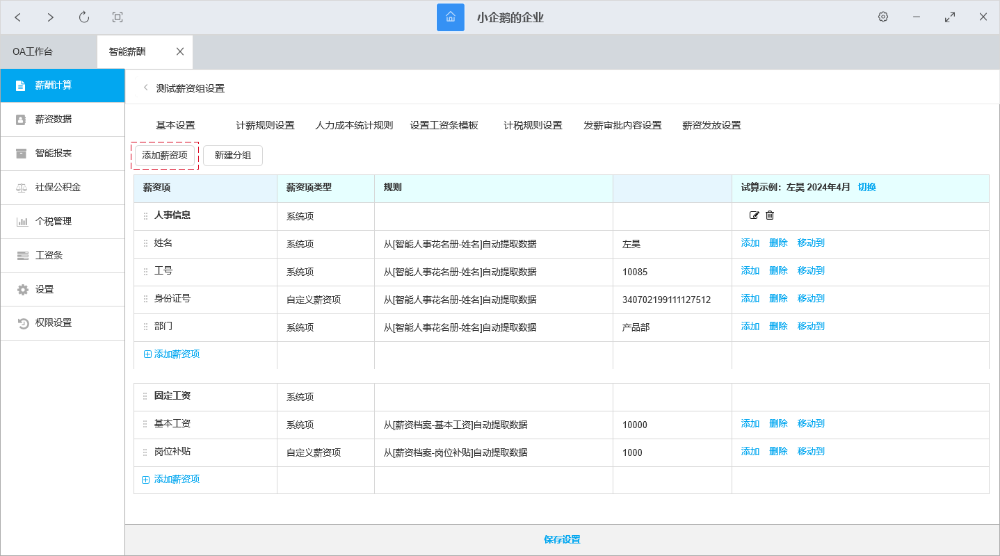 小企鹅的企业
OA工作台 智能薪酬
薪酬计算
薪资数据
智能报表
社保公积金
个税管理
工资条
设置
权限设置
测试薪资组设置
基本设置 计薪规则设置 人力成本统计规则 设置工资条模板 计税规则设置 发薪审批内容设置 薪资发放设置
添加薪资项 新建分组
薪资项 薪资项类型 规则 试算示例：左昊 2024年4月 切换
人事信息 系统项
姓名 系统项 从[智能人事花名册-姓名]自动提取数据 左昊 添加 删除 移动到
工号 系统项 从[智能人事花名册-姓名]自动提取数据 10085 添加 删除 移动到
身份证号 自定义薪资项 从[智能人事花名册-姓名]自动提取数据 340702199111127512 添加 删除 移动到
部门 系统项 从[智能人事花名册-姓名]自动提取数据 产品部 添加 删除 移动到
添加薪资项
固定工资 系统项
基本工资 系统项 从[薪资档案-基本工资]自动提取数据 10000 添加 删除 移动到
岗位补贴 自定义薪资项 从[薪资档案-岗位补贴]自动提取数据 1000 添加 删除 移动到
添加薪资项
保存设置